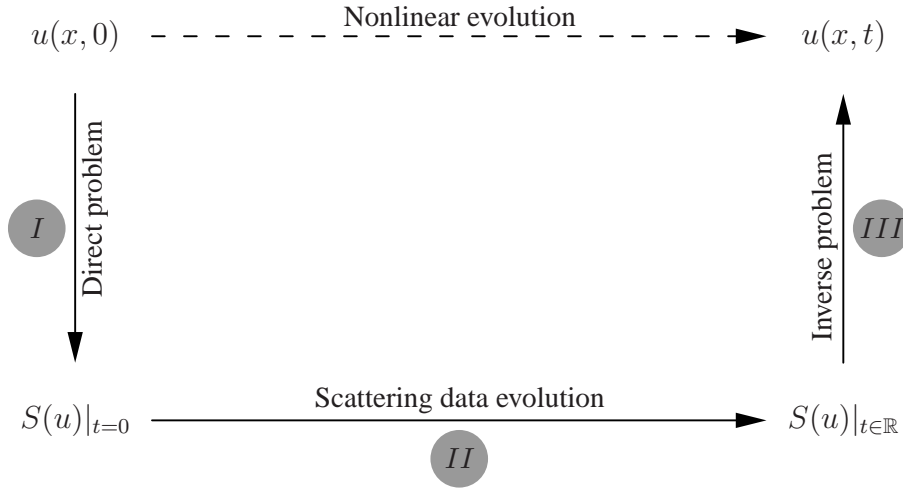 Nonlinear evolution
u(x, 0)
u(x, t)
Direct problem
I
Inverse problem
III
S(u)|_{t=0}
Scattering data evolution
S(u)|_{t∈ℝ}
II